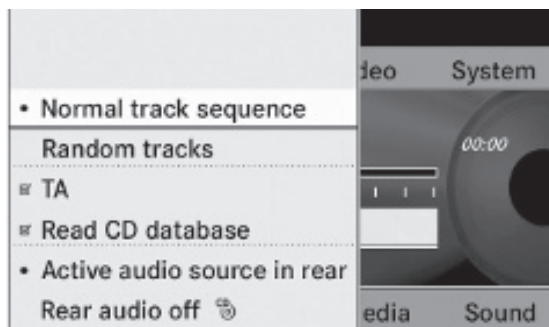 deo System
• Normal track sequence
Random tracks
00:00
TA
Read CD database
• Active audio source in rear
Rear audio off
edia Sound